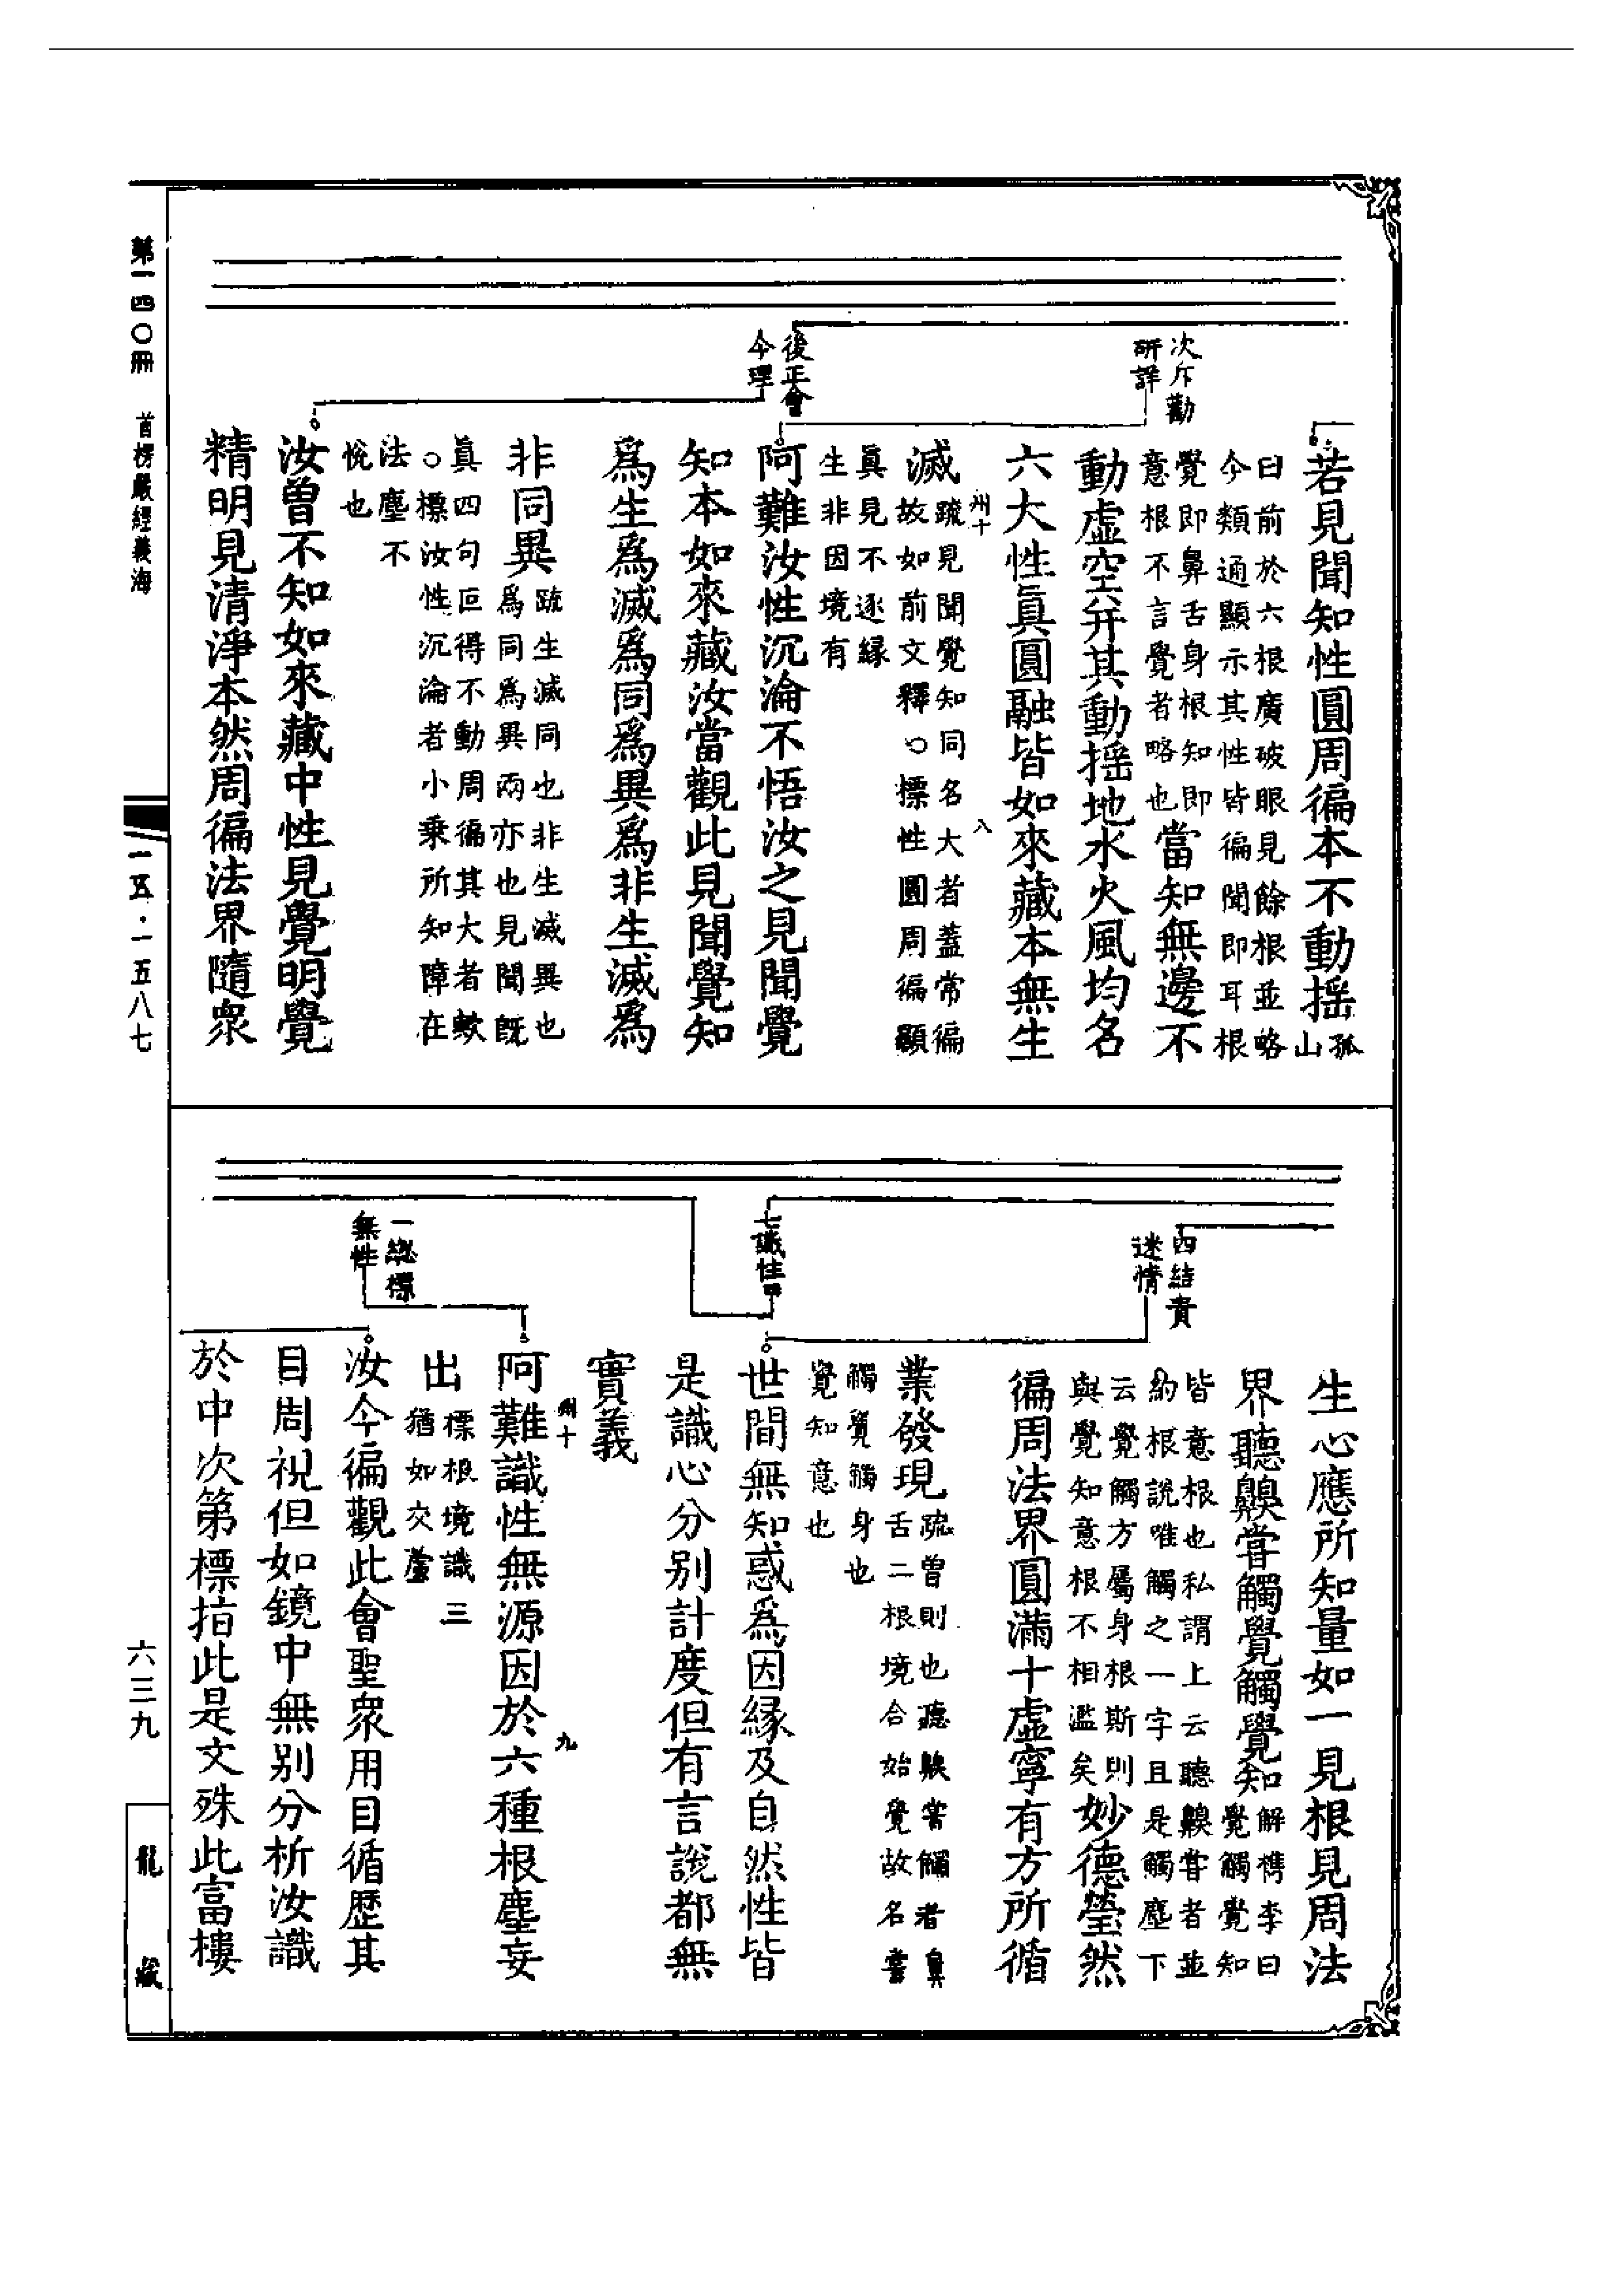 第一四〇冊 首楞嚴經義海 一五·一五八七 六三九 龍藏
次斥勸
研詳
後正會
今理
若見聞知性圓周徧本不動揺孤
山
曰前於六根廣破眼見餘根並略
今類通顯示其性皆徧聞即耳根
覺即鼻舌身根知即
意根不言覺者略也當知無邊不
動虛空并其動揺地水火風均名
六大性眞圓融皆如來藏本無生
州十 八
滅疏見聞覺知同名大者蓋常徧
故如前文釋○標性圓周徧顯
眞見不逐緣
生非因境有
阿難汝性沉淪不悟汝之見聞覺
知本如來藏汝當觀此見聞覺知
爲生爲滅爲同爲異爲非生滅爲
非同異疏生滅同也非生滅異也
爲同爲異兩亦也見聞旣
眞四句叵得不動周徧其大者歟
○標汝性沉淪者小乘所知障在
法塵不
悅也
汝曾不知如來藏中性見覺明覺
精明見清淨本然周徧法界隨衆
四結責
迷情
七識性四
一總標
無性
生心應所知量如一見根見周法
界聽齅嘗觸覺觸覺知解檇李曰
覺觸覺知
皆意根也私謂上云聽齅嘗者並
約根說唯觸之一字且是觸塵下
云覺觸方屬身根斯則
與覺知意根不相濫矣妙德瑩然
徧周法界圓滿十虛寧有方所循
業發現疏曾則也聽齅嘗觸者鼻
舌二根境合始覺故名嘗
觸覺觸身也
覺知意也
世間無知惑爲因緣及自然性皆
是識心分别計度但有言說都無
實義
州十 九
阿難識性無源因於六種根塵妄
出標根境識三
猶如交蘆
汝今徧觀此會聖衆用目循歷其
目周視但如鏡中無别分析汝識
於中次第標指此是文殊此富樓